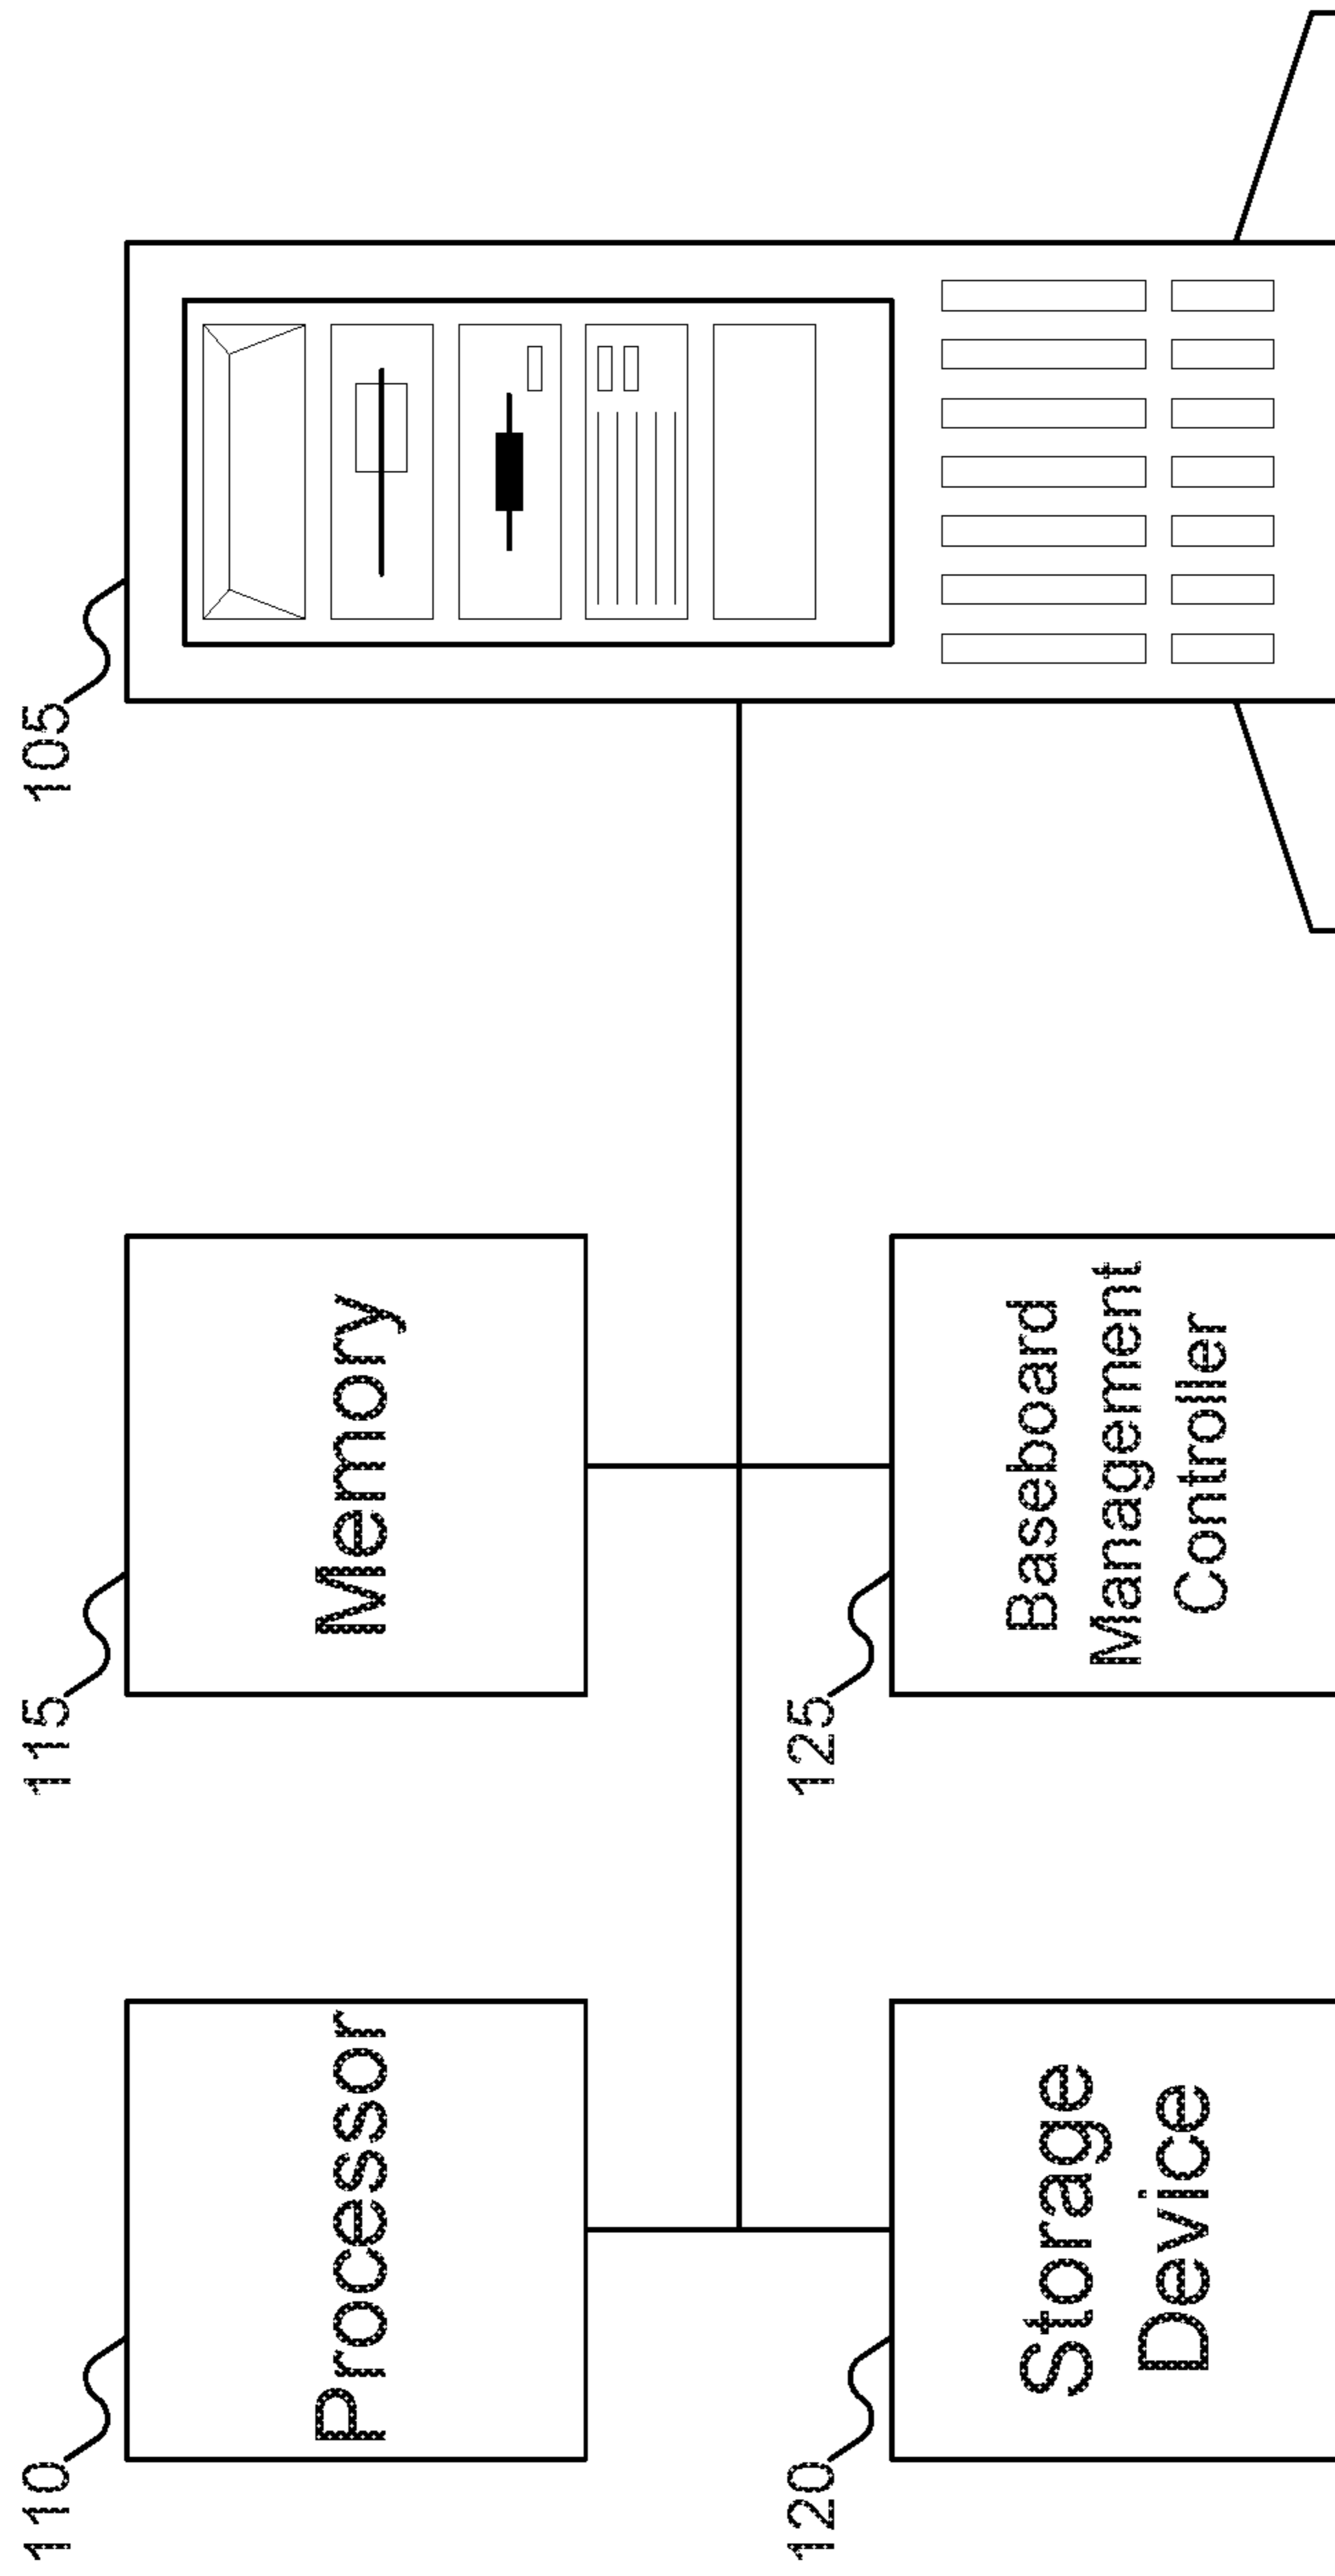 110
Processor
115
Memory
105
120
Storage
Device
125
Baseboard
Management
Controller